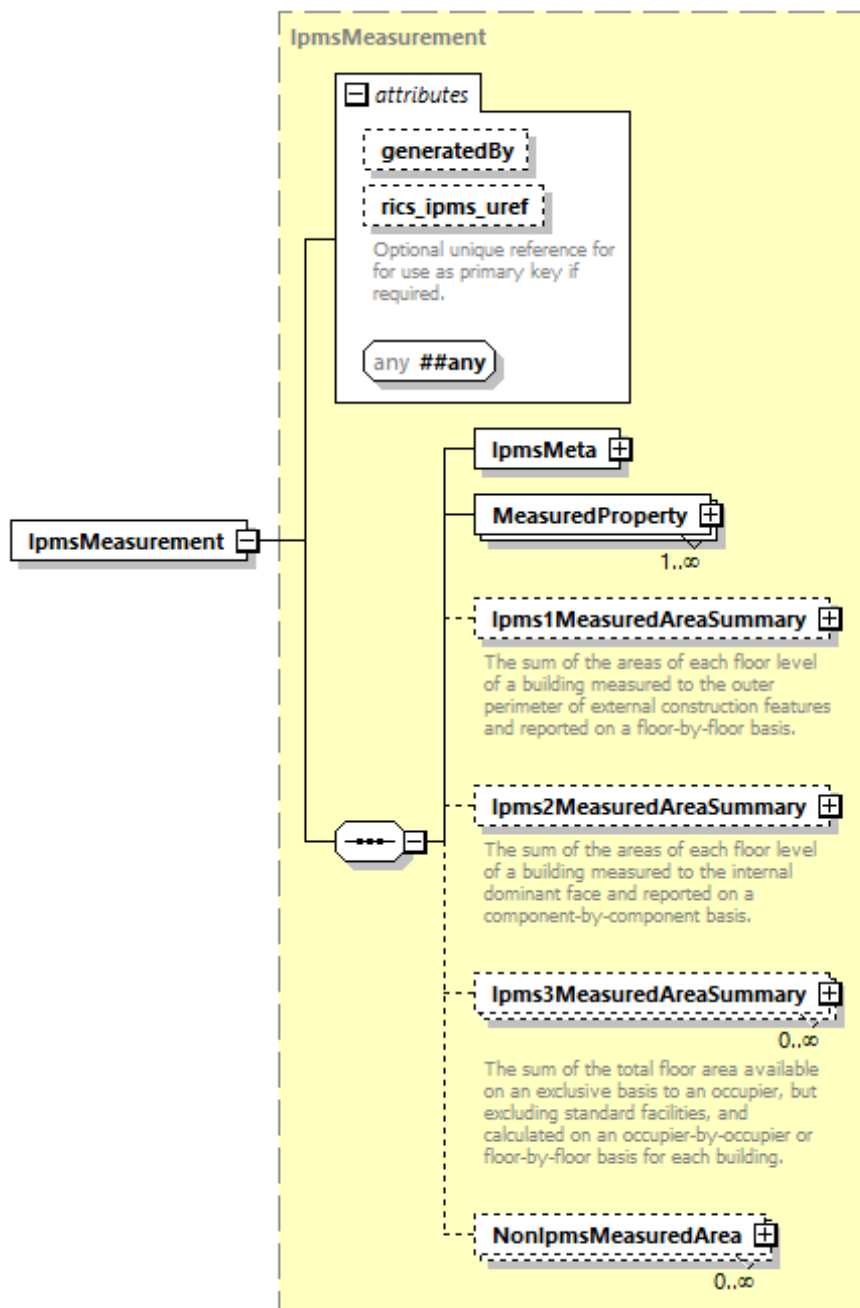 IpmsMeasurement
attributes
generatedBy
rics_ipms_uref
Optional unique reference for
for use as primary key if
required.
any ##any
IpmsMeta
MeasuredProperty
1..∞
IpmsMeasurement
Ipms1MeasuredAreaSummary
The sum of the areas of each floor level
of a building measured to the outer
perimeter of external construction features
and reported on a floor-by-floor basis.
Ipms2MeasuredAreaSummary
The sum of the areas of each floor level
of a building measured to the internal
dominant face and reported on a
component-by-component basis.
Ipms3MeasuredAreaSummary
0..∞
The sum of the total floor area available
on an exclusive basis to an occupier, but
excluding standard facilities, and
calculated on an occupier-by-occupier or
floor-by-floor basis for each building.
NonIpmsMeasuredArea
0..∞